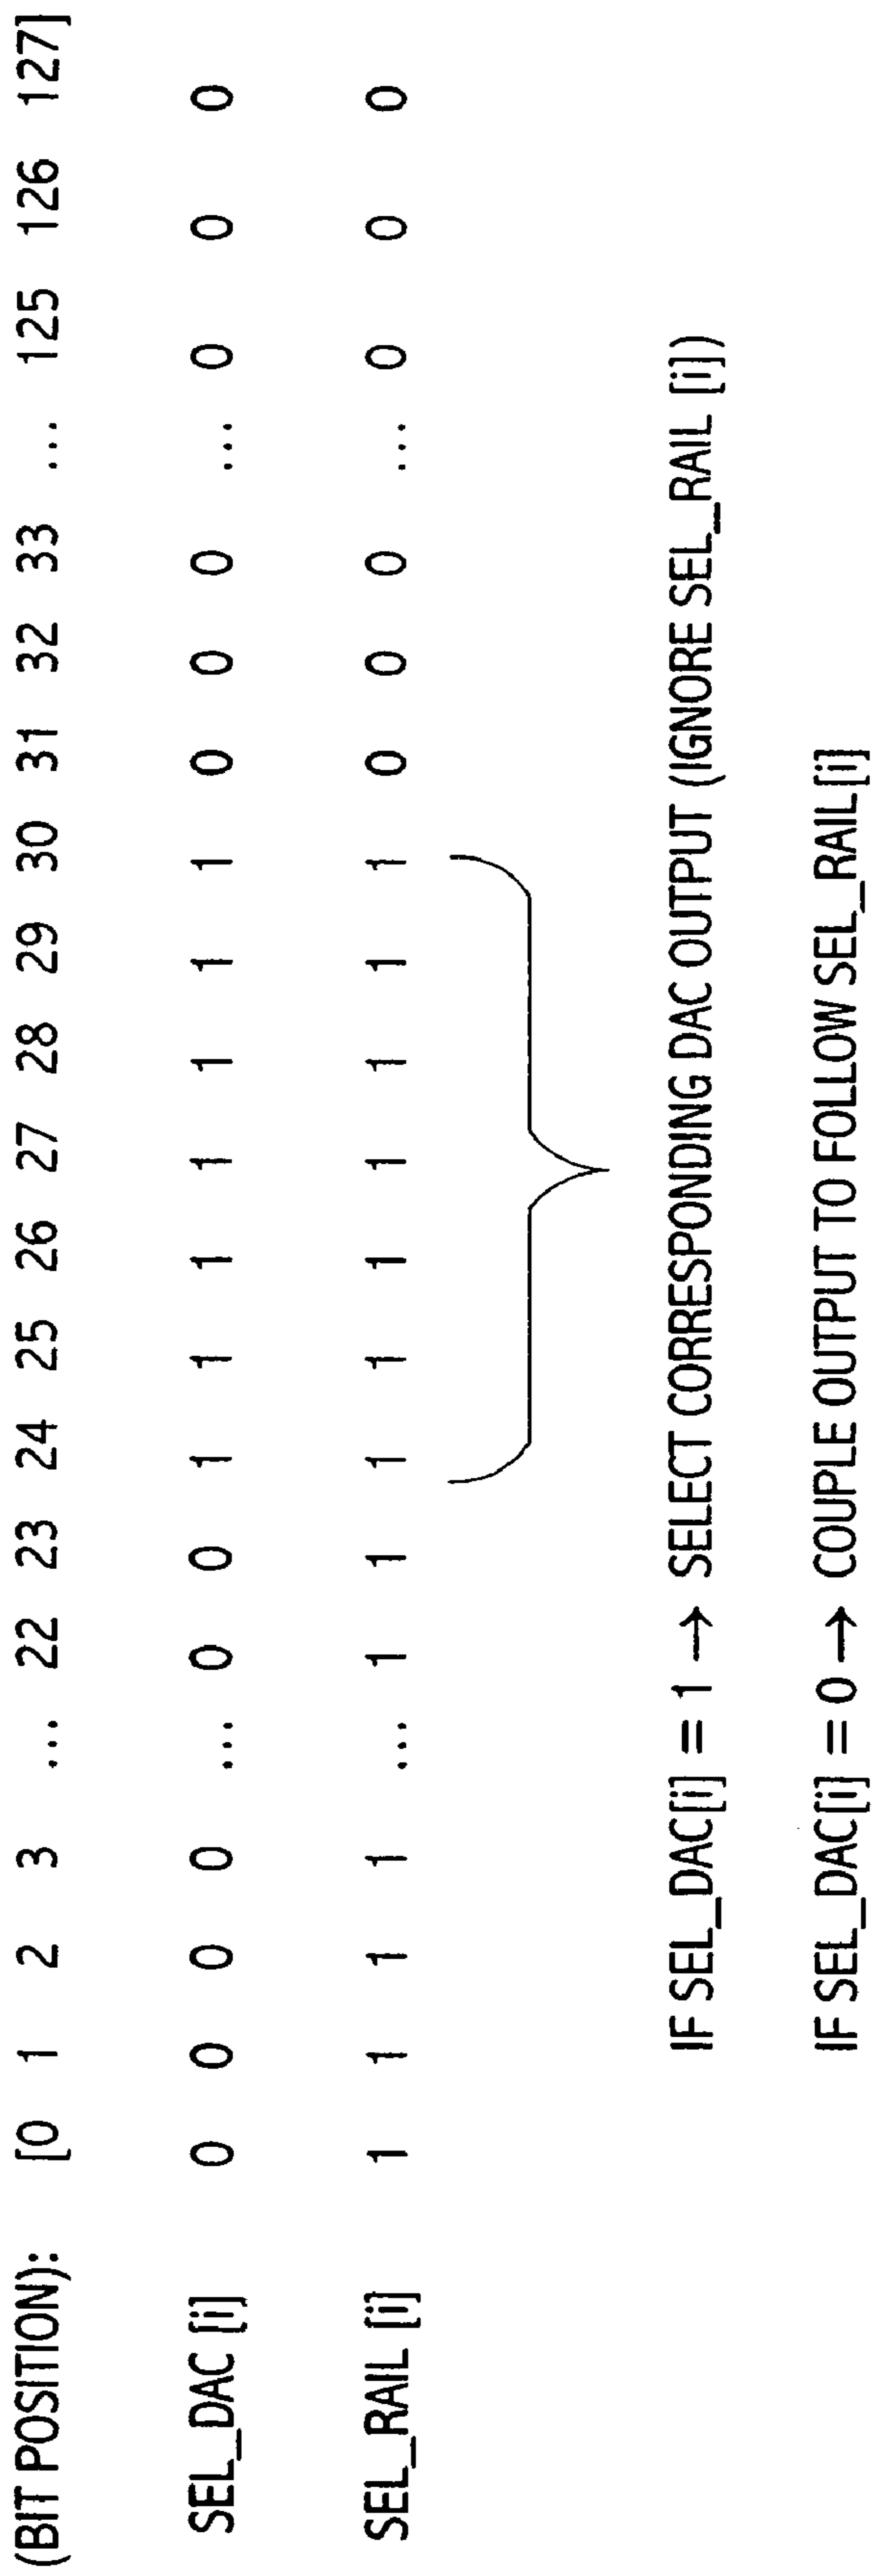 (BIT POSITION): [0 1 2 3 ... 22 23 24 25 26 27 28 29 30 31 32 33 ... 125 126 127]
SEL_DAC [i] 0 0 0 0 ... 0 0 1 1 1 1 1 1 1 0 0 0 ... 0 0 0
SEL_RAIL [i] 1 1 1 1 ... 1 1 1 1 1 1 1 1 1 0 0 0 ... 0 0 0
IF SEL_DAC[i] = 1 → SELECT CORRESPONDING DAC OUTPUT (IGNORE SEL_RAIL [i])
IF SEL_DAC[i] = 0 → COUPLE OUTPUT TO FOLLOW SEL_RAIL[i]